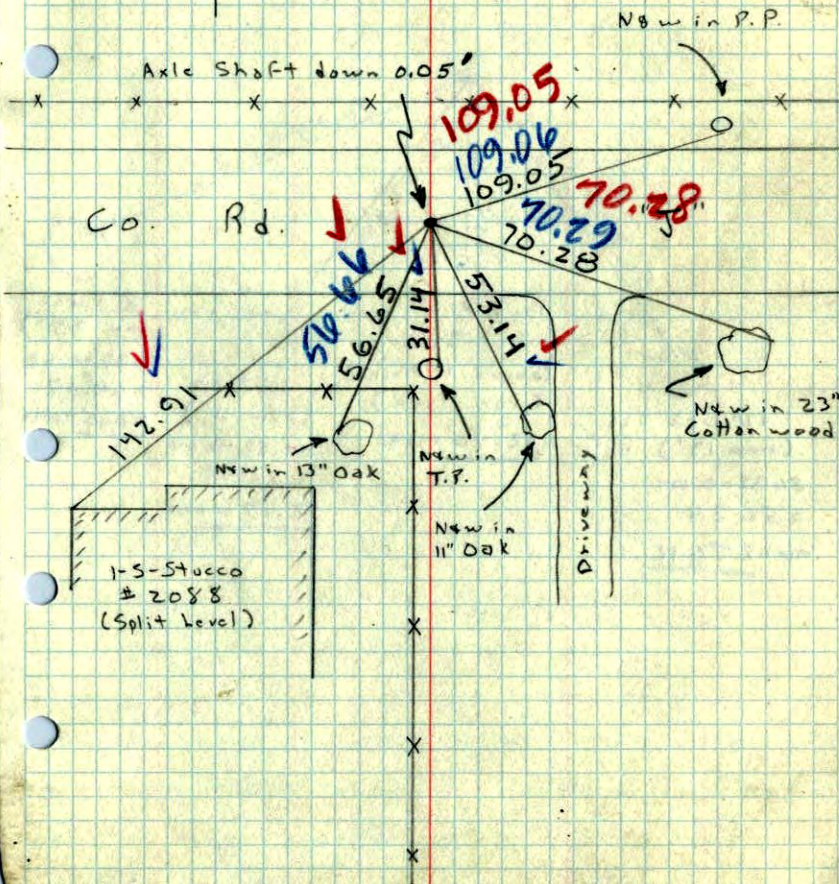 N&W in P.P.
Axle Shaft down 0.05'
109.05
109.06
109.05
Co. Rd. "J"
70.28
70.29
70.28
56.66
56.65
31.14
53.14
142.91
N&W in 23"
Cottonwood
N&W in 13" Oak
N&W in
T.P.
N&W in
11" Oak
Driveway
1-S-Stucco
# 2088
(Split Level)